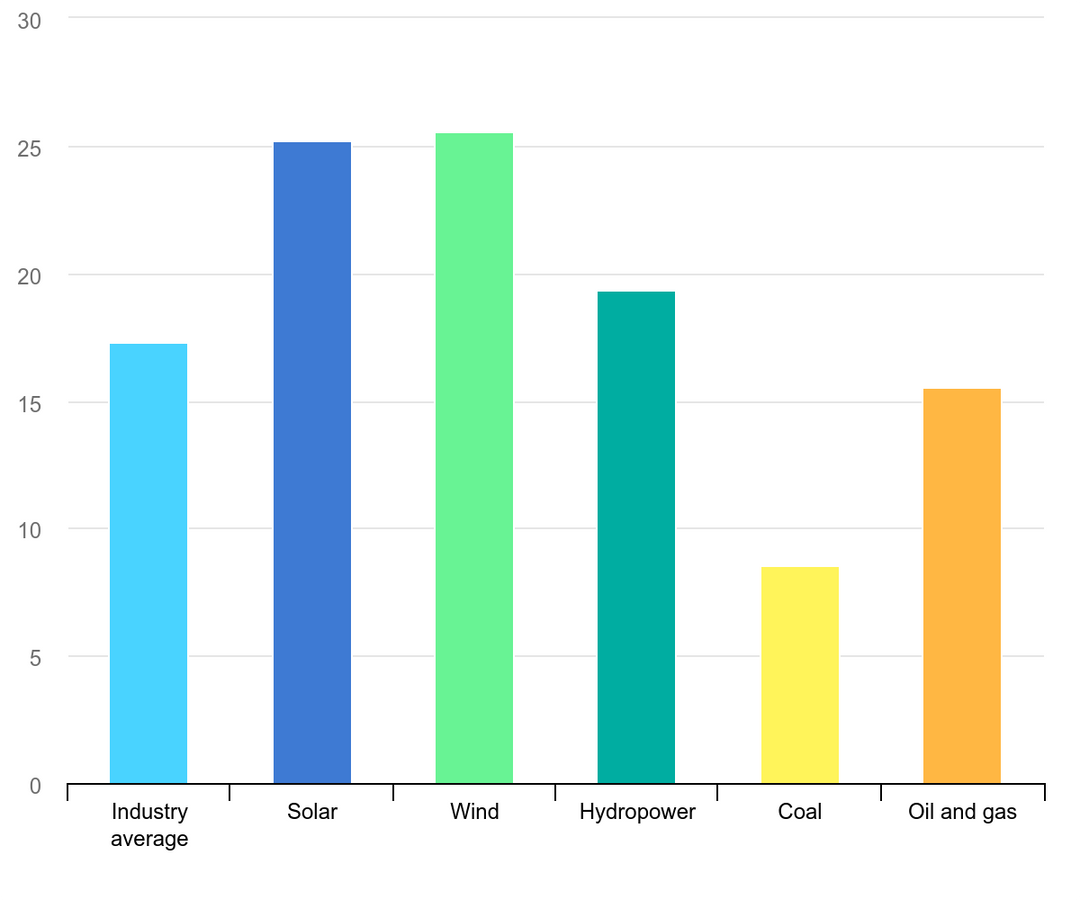 30
25
20
15
10
5
0
Industry
average
Solar
Wind
Hydropower
Coal
Oil and gas